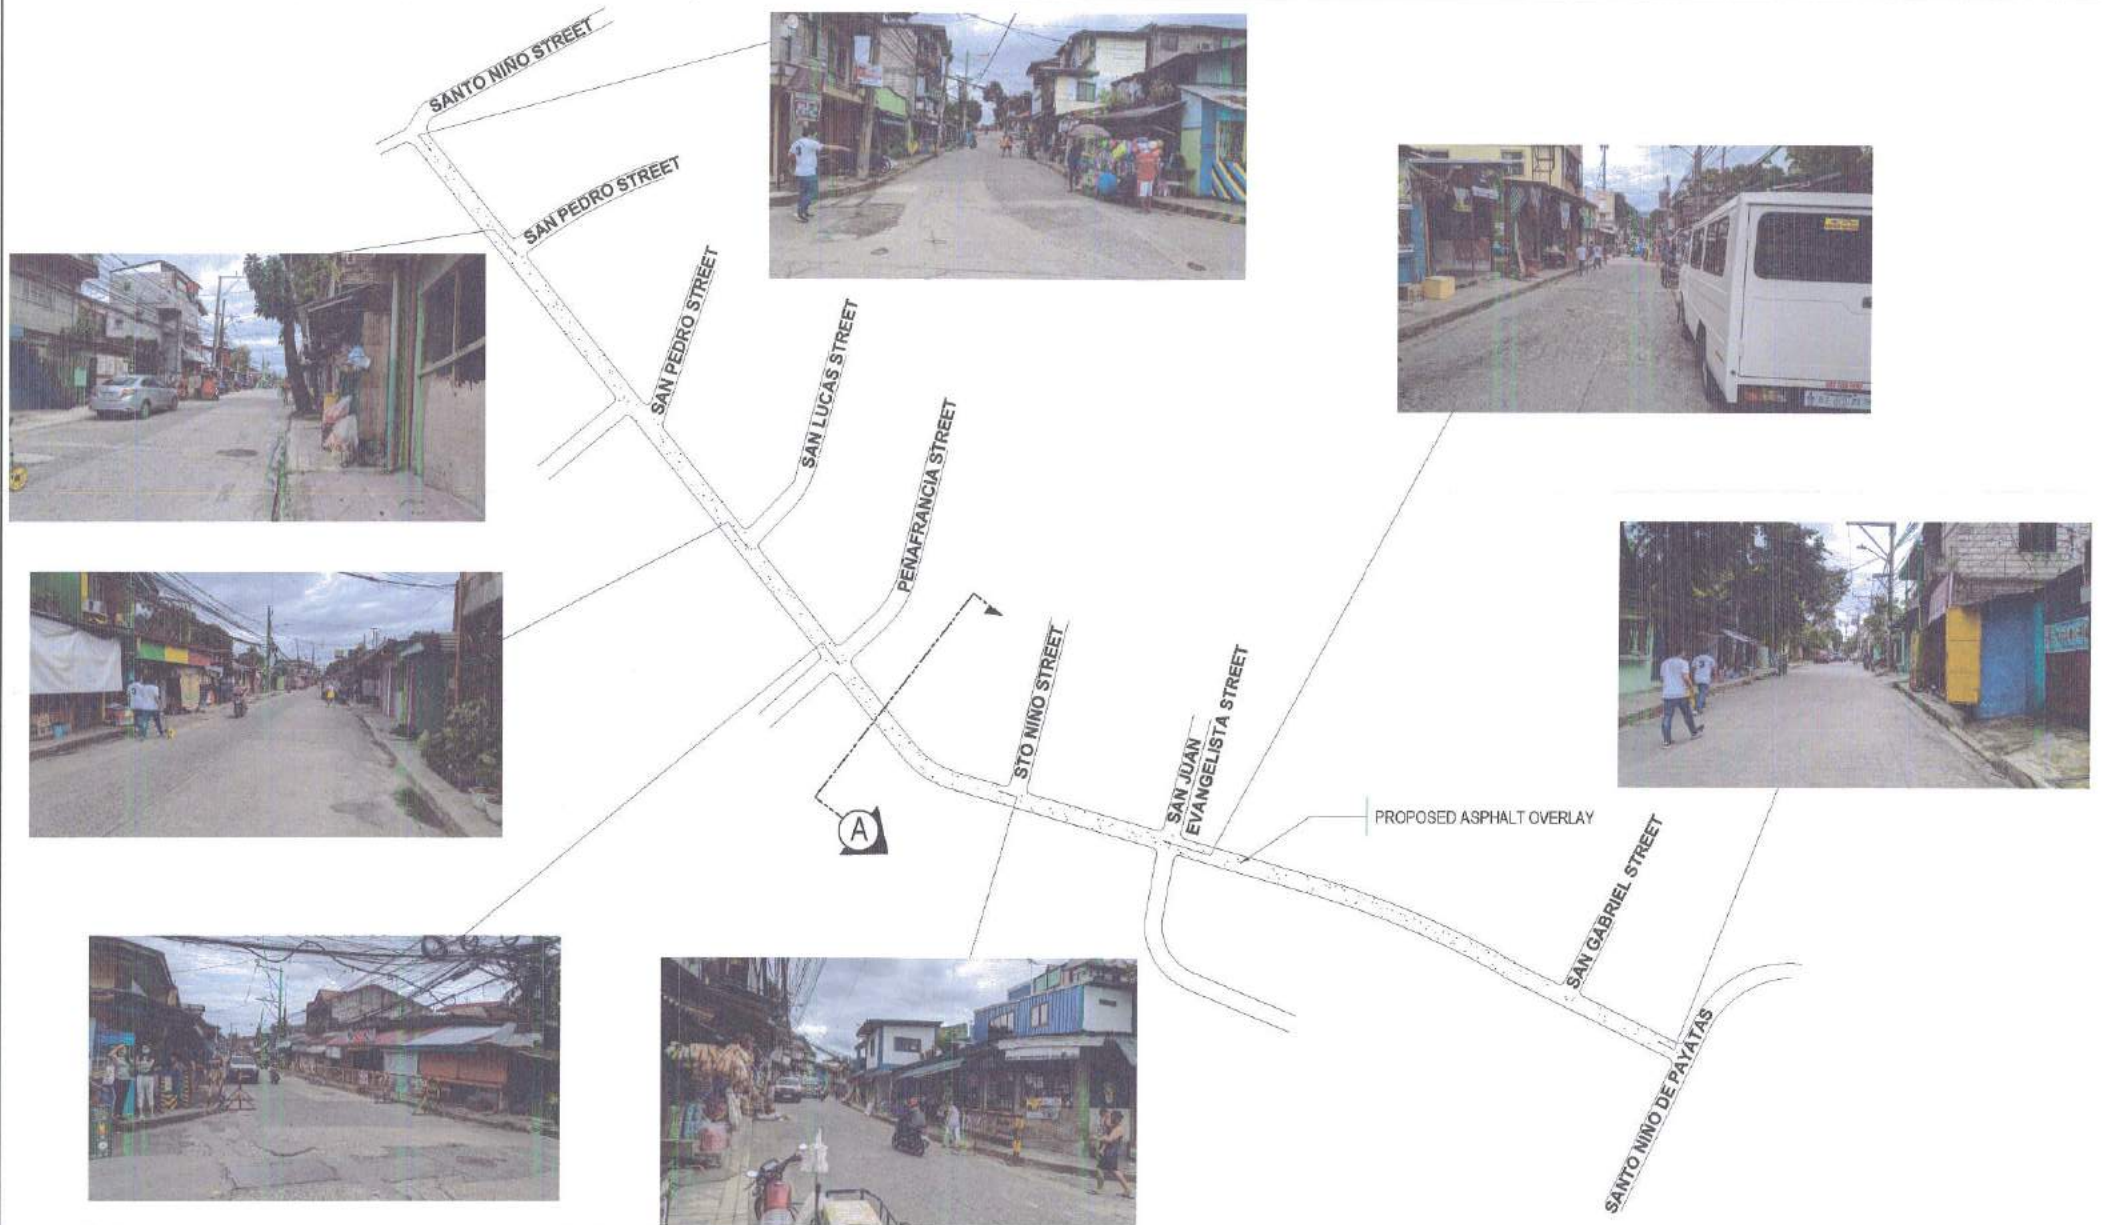 SANTO NIÑO STREET
SAN PEDRO STREET
SAN PEDRO STREET
SAN LUCAS STREET
PEÑAFRANCIA STREET
STO NIÑO STREET
SAN JUAN
EVANGELISTA STREET
A
PROPOSED ASPHALT OVERLAY
SAN GABRIEL STREET
SANTO NIÑO DE PAYATAS